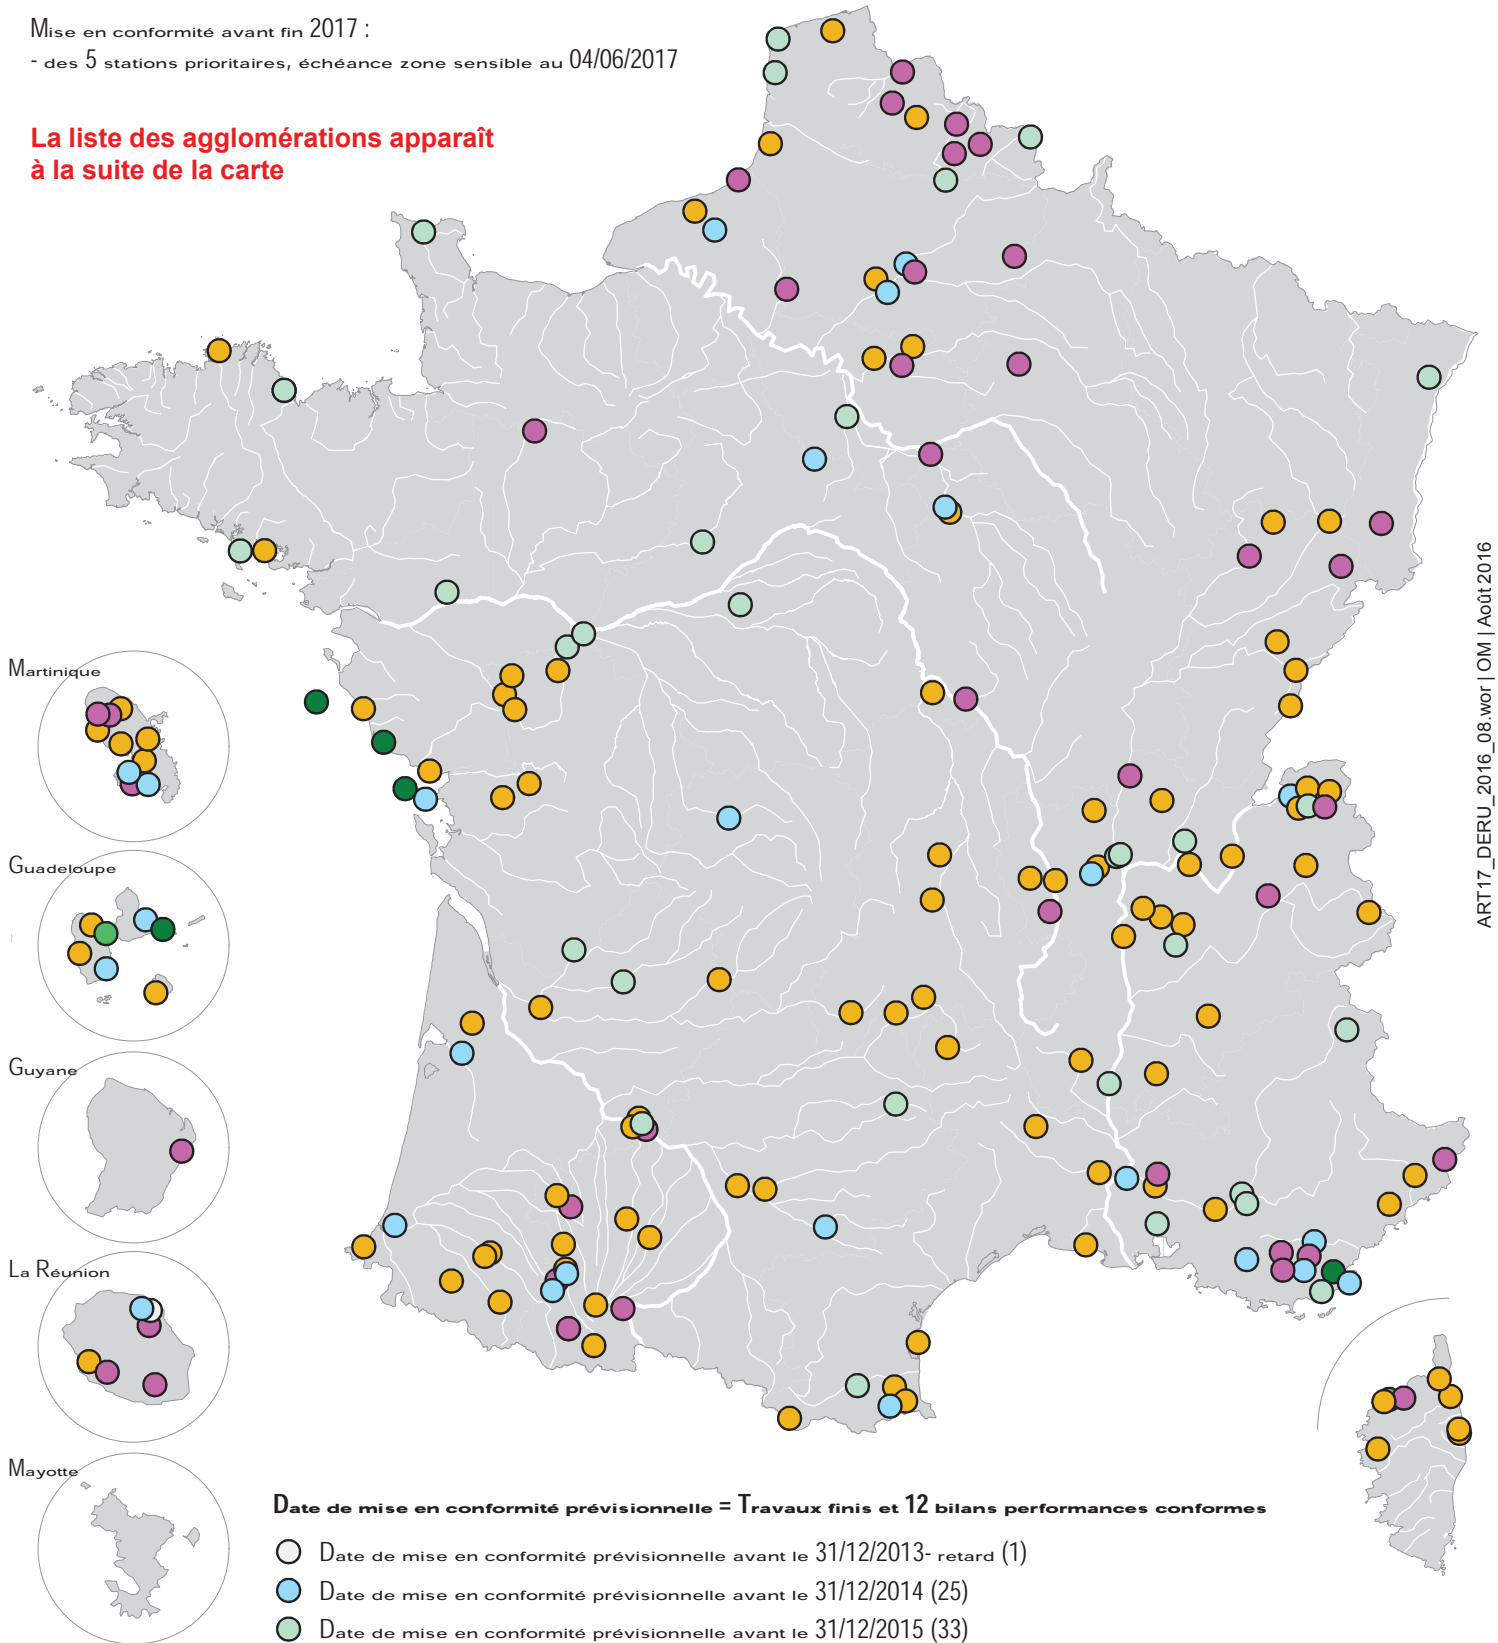 Mise en conformité avant fin 2017 :
- des 5 stations prioritaires, échéance zone sensible au 04/06/2017
La liste des agglomérations apparaît
à la suite de la carte
Martinique
Guadeloupe
Guyane
La Réunion
Mayotte
ART17_DERU_2016_08.wor | OM | Août 2016
Date de mise en conformité prévisionnelle = Travaux finis et 12 bilans performances conformes
Date de mise en conformité prévisionnelle avant le 31/12/2013- retard (1)
Date de mise en conformité prévisionnelle avant le 31/12/2014 (25)
Date de mise en conformité prévisionnelle avant le 31/12/2015 (33)